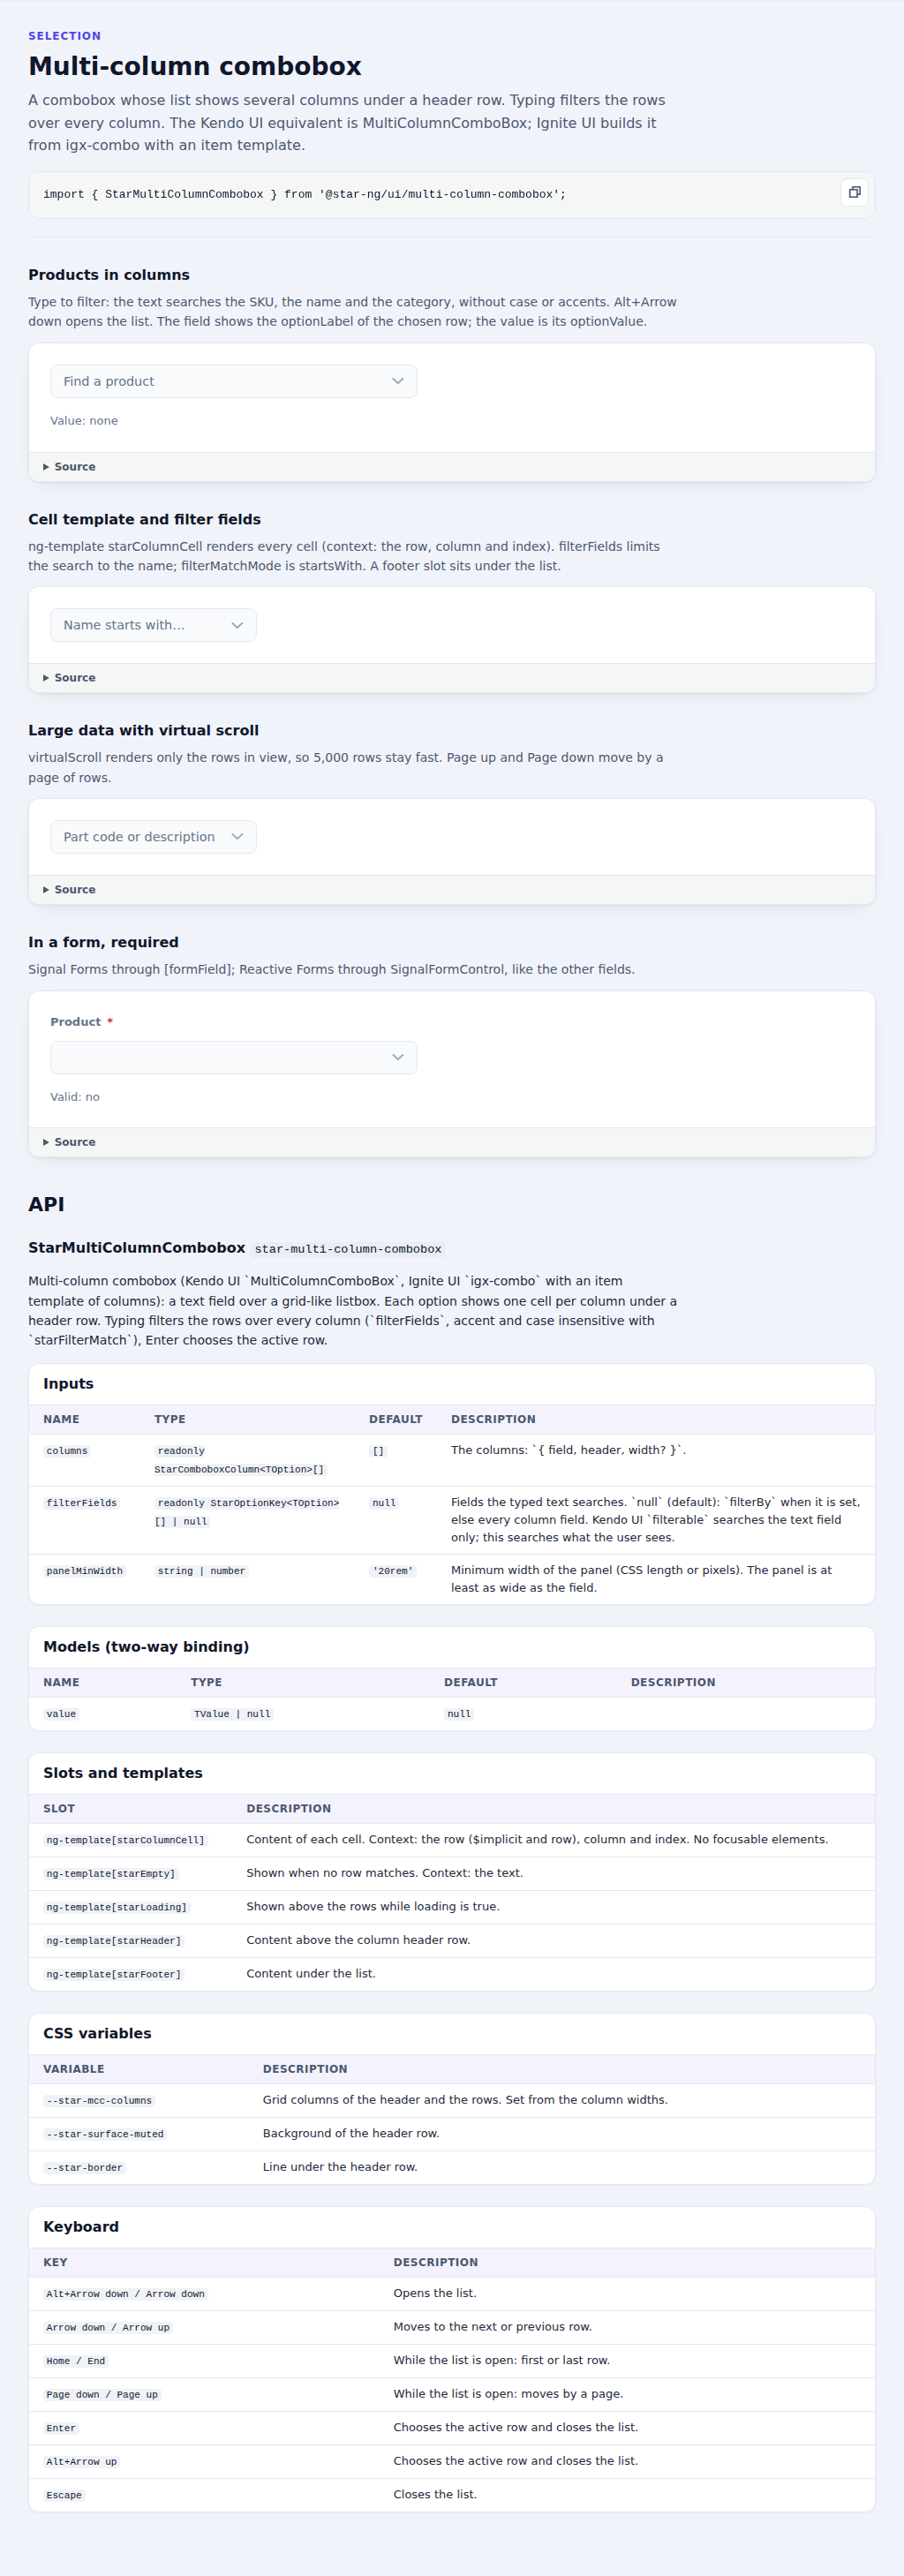 SELECTION
Multi-column combobox
A combobox whose list shows several columns under a header row. Typing filters the rows
over every column. The Kendo UI equivalent is MultiColumnComboBox; Ignite UI builds it
from igx-combo with an item template.
import { StarMultiColumnCombobox } from '@star-ng/ui/multi-column-combobox';
Products in columns
Type to filter: the text searches the SKU, the name and the category, without case or accents. Alt+Arrow
down opens the list. The field shows the optionLabel of the chosen row; the value is its optionValue.
Find a product
Value: none
Source
Cell template and filter fields
ng-template starColumnCell renders every cell (context: the row, column and index). filterFields limits
the search to the name; filterMatchMode is startsWith. A footer slot sits under the list.
Name starts with…
Source
Large data with virtual scroll
virtualScroll renders only the rows in view, so 5,000 rows stay fast. Page up and Page down move by a
page of rows.
Part code or description
Source
In a form, required
Signal Forms through [formField]; Reactive Forms through SignalFormControl, like the other fields.
Product *
Valid: no
Source
API
StarMultiColumnCombobox star-multi-column-combobox
Multi-column combobox (Kendo UI `MultiColumnComboBox`, Ignite UI `igx-combo` with an item
template of columns): a text field over a grid-like listbox. Each option shows one cell per column under a
header row. Typing filters the rows over every column (`filterFields`, accent and case insensitive with
`starFilterMatch`), Enter chooses the active row.
Inputs
NAME TYPE DEFAULT DESCRIPTION
columns readonly [] The columns: `{ field, header, width? }`.
StarComboboxColumn<TOption>[]
filterFields readonly StarOptionKey<TOption> null Fields the typed text searches. `null` (default): `filterBy` when it is set,
[] | null else every column field. Kendo UI `filterable` searches the text field
only; this searches what the user sees.
panelMinWidth string | number '20rem' Minimum width of the panel (CSS length or pixels). The panel is at
least as wide as the field.
Models (two-way binding)
NAME TYPE DEFAULT DESCRIPTION
value TValue | null null
Slots and templates
SLOT DESCRIPTION
ng-template[starColumnCell] Content of each cell. Context: the row ($implicit and row), column and index. No focusable elements.
ng-template[starEmpty] Shown when no row matches. Context: the text.
ng-template[starLoading] Shown above the rows while loading is true.
ng-template[starHeader] Content above the column header row.
ng-template[starFooter] Content under the list.
CSS variables
VARIABLE DESCRIPTION
--star-mcc-columns Grid columns of the header and the rows. Set from the column widths.
--star-surface-muted Background of the header row.
--star-border Line under the header row.
Keyboard
KEY DESCRIPTION
Alt+Arrow down / Arrow down Opens the list.
Arrow down / Arrow up Moves to the next or previous row.
Home / End While the list is open: first or last row.
Page down / Page up While the list is open: moves by a page.
Enter Chooses the active row and closes the list.
Alt+Arrow up Chooses the active row and closes the list.
Escape Closes the list.